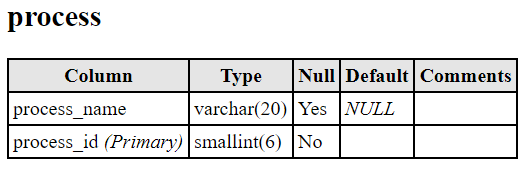 process
Column Type Null Default Comments
process_name varchar(20) Yes NULL
process_id (Primary) smallint(6) No